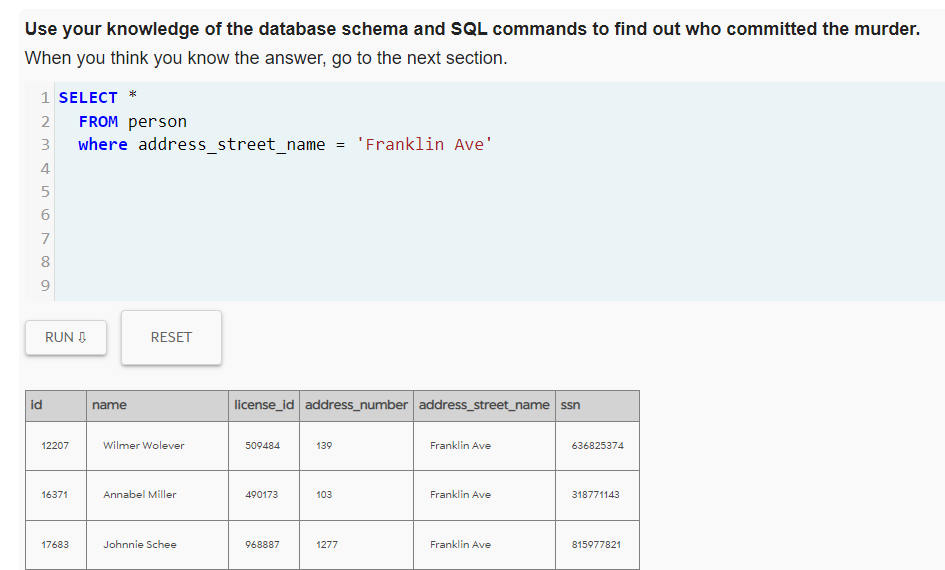 Use your knowledge of the database schema and SQL commands to find out who committed the murder.
When you think you know the answer, go to the next section.
1 SELECT *
2 FROM person
3 where address_street_name = 'Franklin Ave'
4
5
6
7
8
9
RUN ⇩ RESET
id name license_id address_number address_street_name ssn
12207 Wilmer Wolever 509484 139 Franklin Ave 636825374
16371 Annabel Miller 490173 103 Franklin Ave 318771143
17683 Johnnie Schee 968887 1277 Franklin Ave 815977821